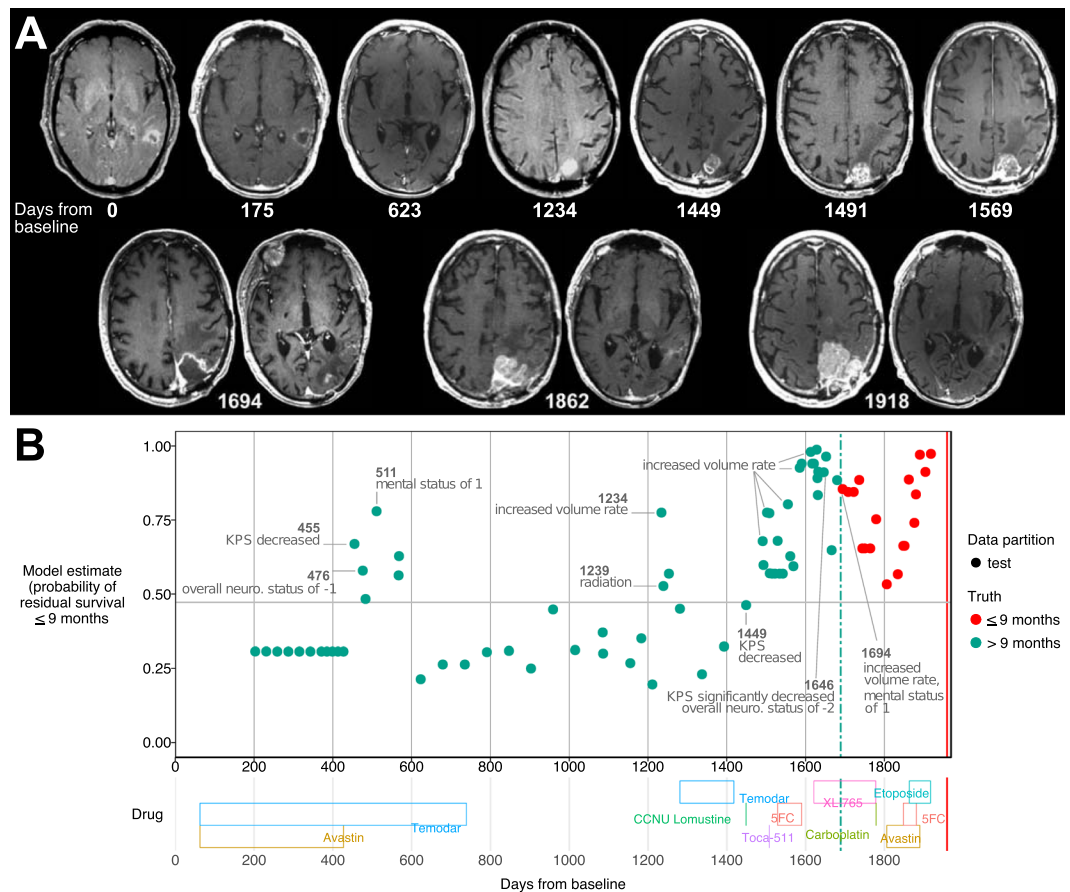 A
Days from
baseline
0
175
623
1234
1449
1491
1569
1694
1862
1918
B
Model estimate
(probability of
residual survival
≤ 9 months
1.00
0.75
0.50
0.25
0.00
511
mental status of 1
455
KPS decreased
476
overall neuro. status of -1
1234
increased volume rate
1239
radiation
increased volume rate
1449
KPS
decreased
1646
KPS significantly decreased
overall neuro. status of -2
1694
increased
volume rate,
mental status
of 1
0 200 400 600 800 1000 1200 1400 1600 1800
Data partition
test
Truth
≤ 9 months
> 9 months
Drug
Temodar
Avastin
Temodar
CCNU Lomustine
5FC
Toca-511
XL-765
Carboplatin
Etoposide
5FC
Avastin
0 200 400 600 800 1000 1200 1400 1600 1800
Days from baseline